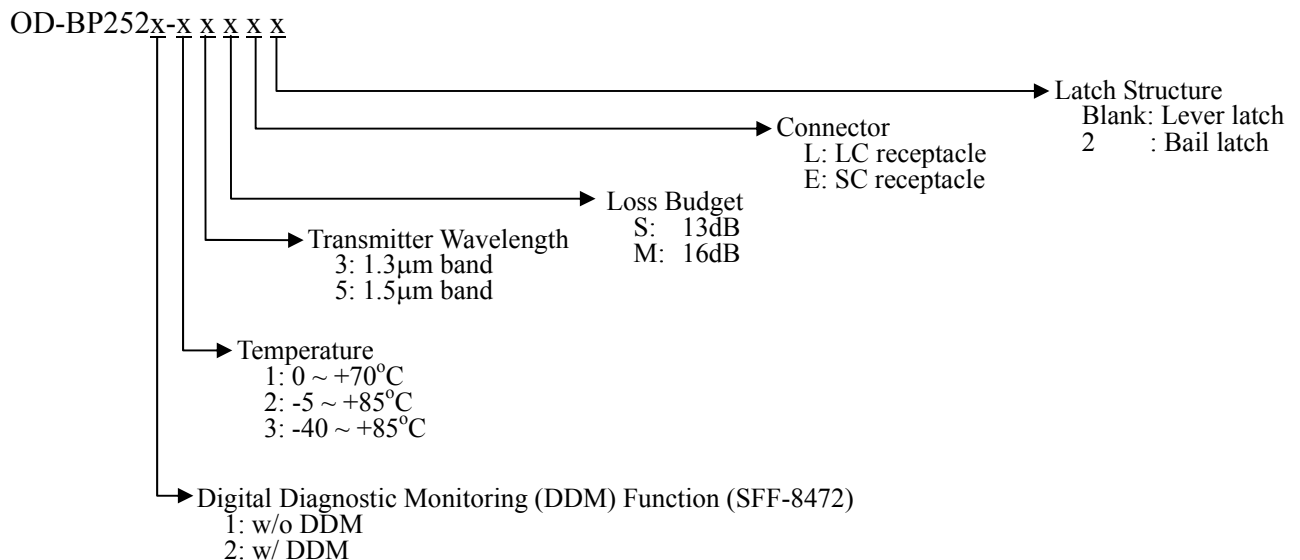 OD-BP252x-x x x x x
Latch Structure
Blank: Lever latch
2 : Bail latch
Connector
L: LC receptacle
E: SC receptacle
Loss Budget
S: 13dB
M: 16dB
Transmitter Wavelength
3: 1.3μm band
5: 1.5μm band
Temperature
1: 0 ~ +70°C
2: -5 ~ +85°C
3: -40 ~ +85°C
Digital Diagnostic Monitoring (DDM) Function (SFF-8472)
1: w/o DDM
2: w/ DDM